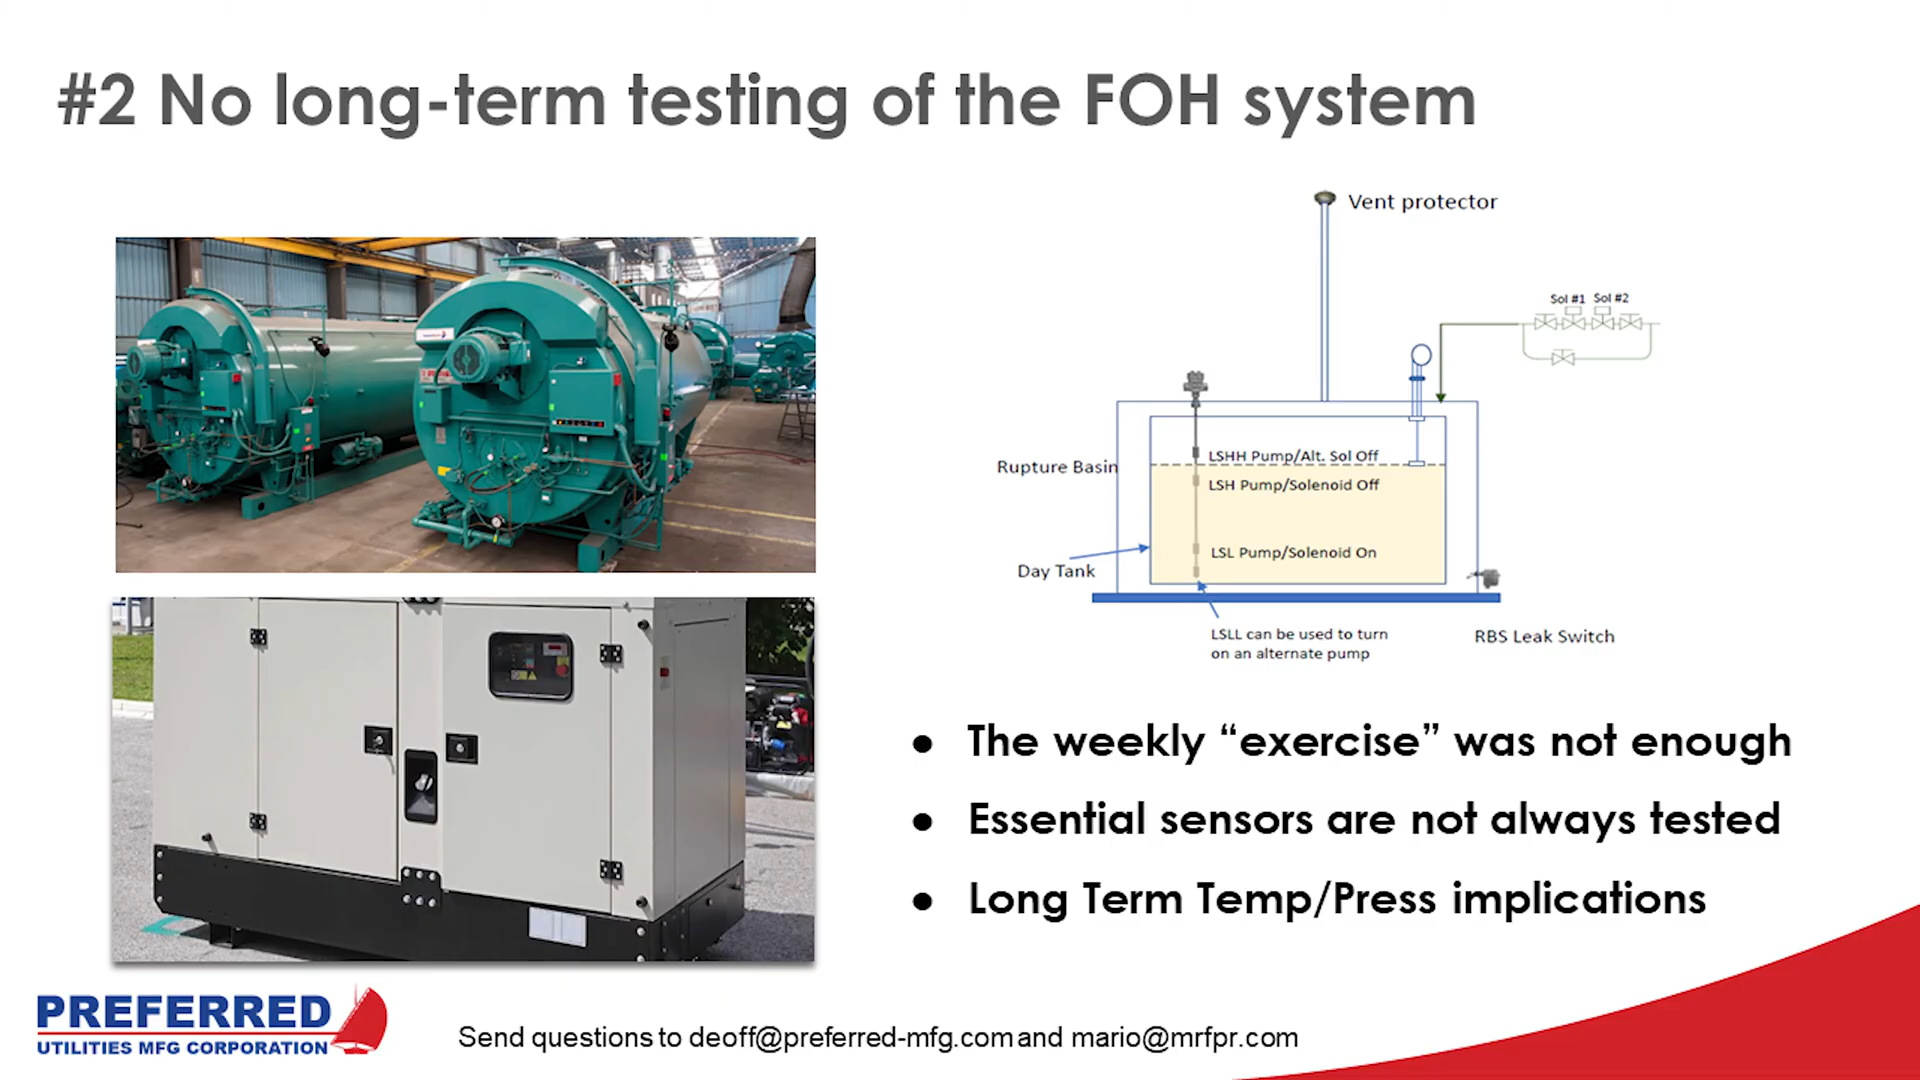 #2 No long-term testing of the FOH system
Vent protector
Sol #1 Sol #2
Rupture Basin
LSHH Pump/Alt. Sol Off
LSH Pump/Solenoid Off
LSL Pump/Solenoid On
Day Tank
LSLL can be used to turn
on an alternate pump
RBS Leak Switch
● The weekly “exercise” was not enough
● Essential sensors are not always tested
● Long Term Temp/Press implications
PREFERRED
UTILITIES MFG CORPORATION
Send questions to deoff@preferred-mfg.com and mario@mrfpr.com